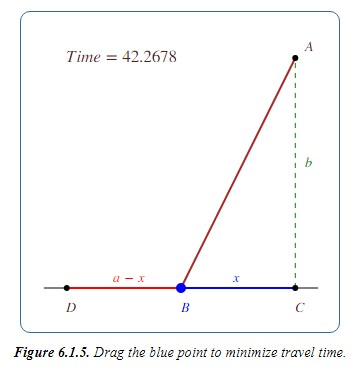 Time = 42.2678
A
b
a − x
x
D
B
C
Figure 6.1.5. Drag the blue point to minimize travel time.